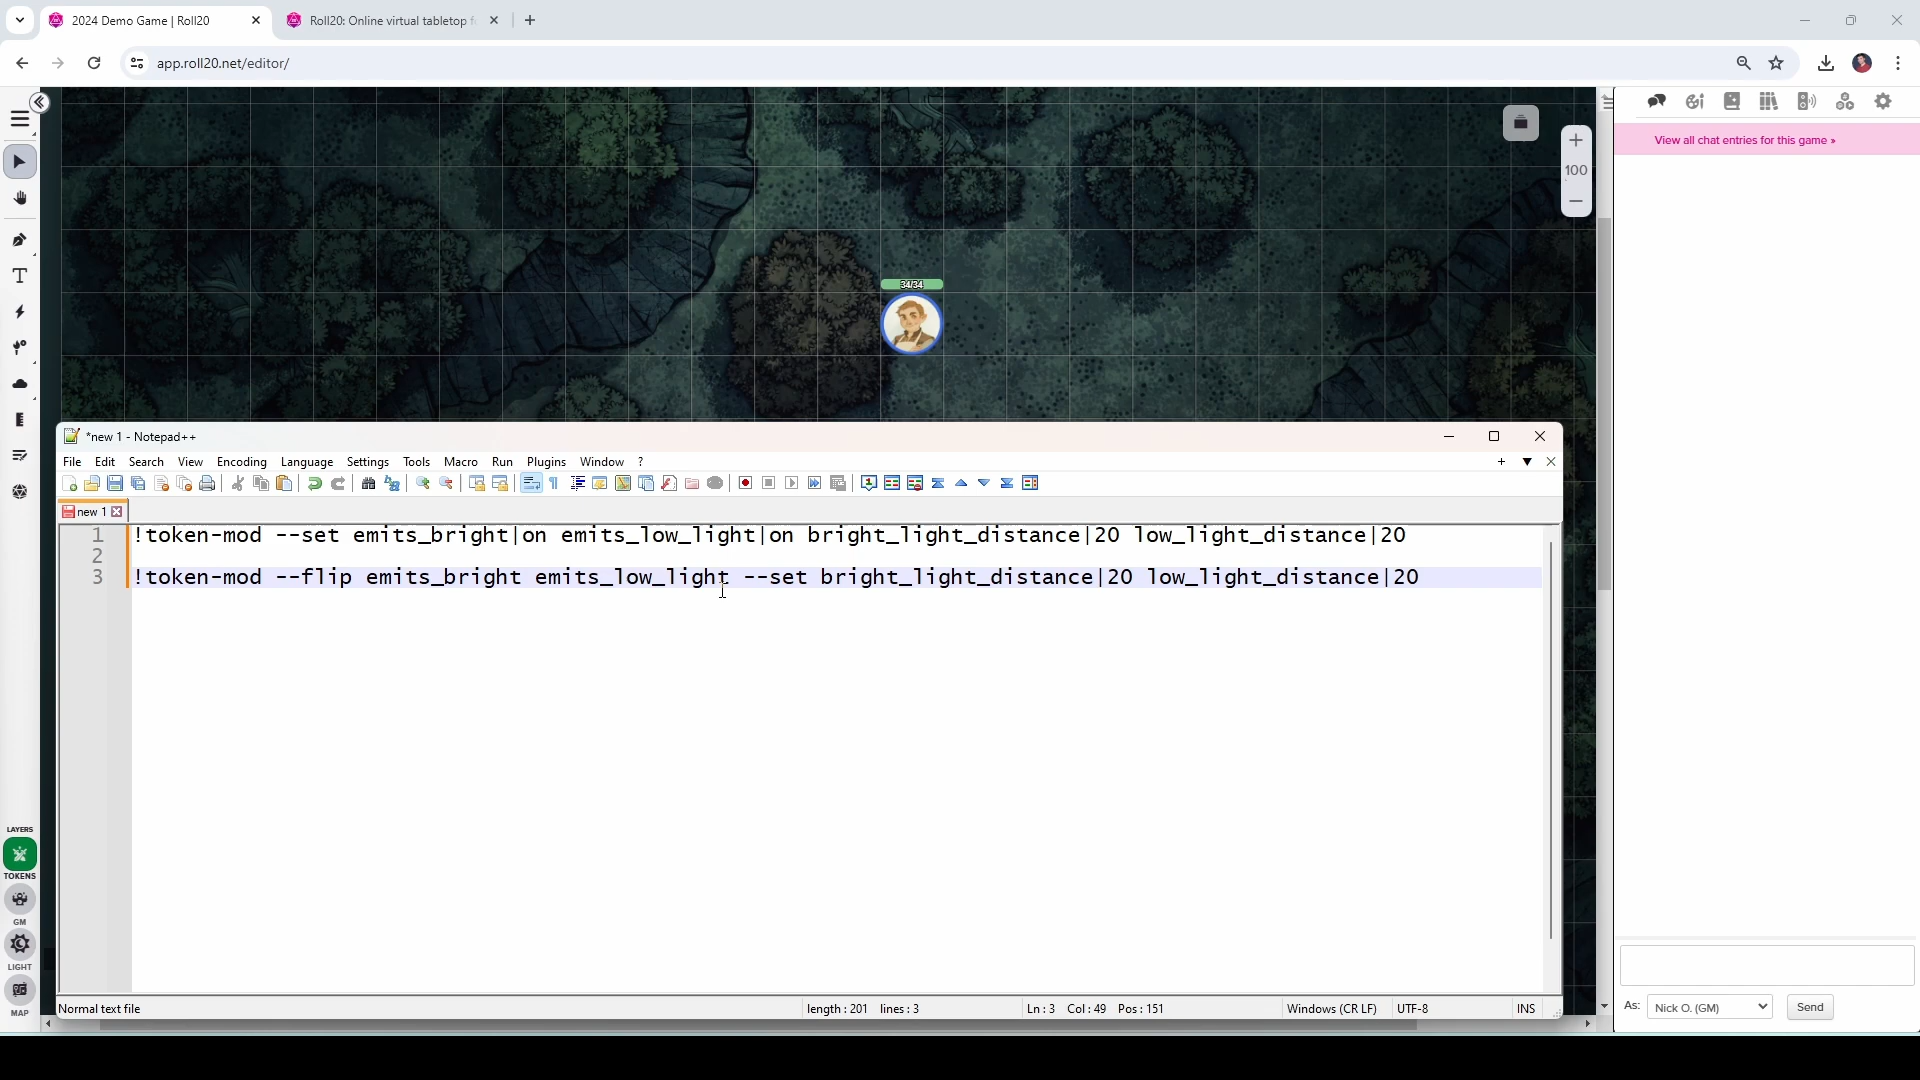 2024 Demo Game | Roll20
Roll20: Online virtual tabletop f
app.roll20.net/editor/
View all chat entries for this game »
100
34/34
*new 1 - Notepad++
File Edit Search View Encoding Language Settings Tools Macro Run Plugins Window ?
new 1
1 !token-mod --set emits_bright|on emits_low_light|on bright_light_distance|20 low_light_distance|20
2
3 !token-mod --flip emits_bright emits_low_light --set bright_light_distance|20 low_light_distance|20
LAYERS
TOKENS
GM
LIGHT
MAP
As: Nick O. (GM) Send
Normal text file length : 201 lines : 3 Ln : 3 Col : 49 Pos : 151 Windows (CR LF) UTF-8 INS